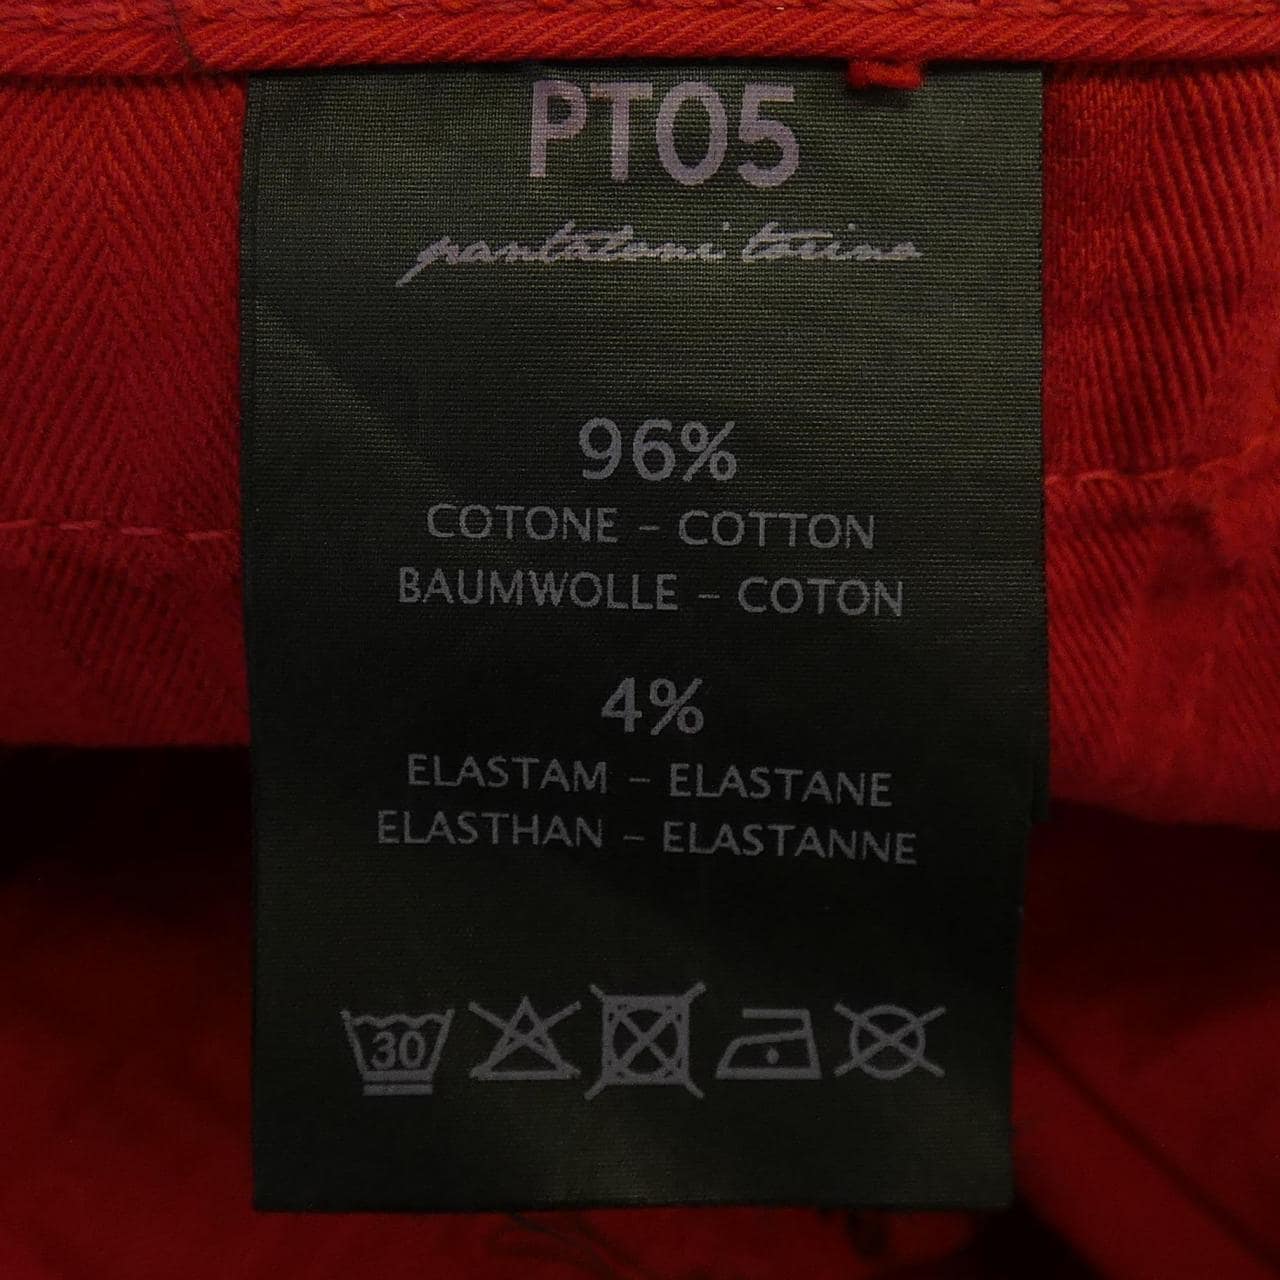 PT05
pantaloni torino
96%
COTONE - COTTON
BAUMWOLLE - COTON
4%
ELASTAM - ELASTANE
ELASTHAN - ELASTANNE
30